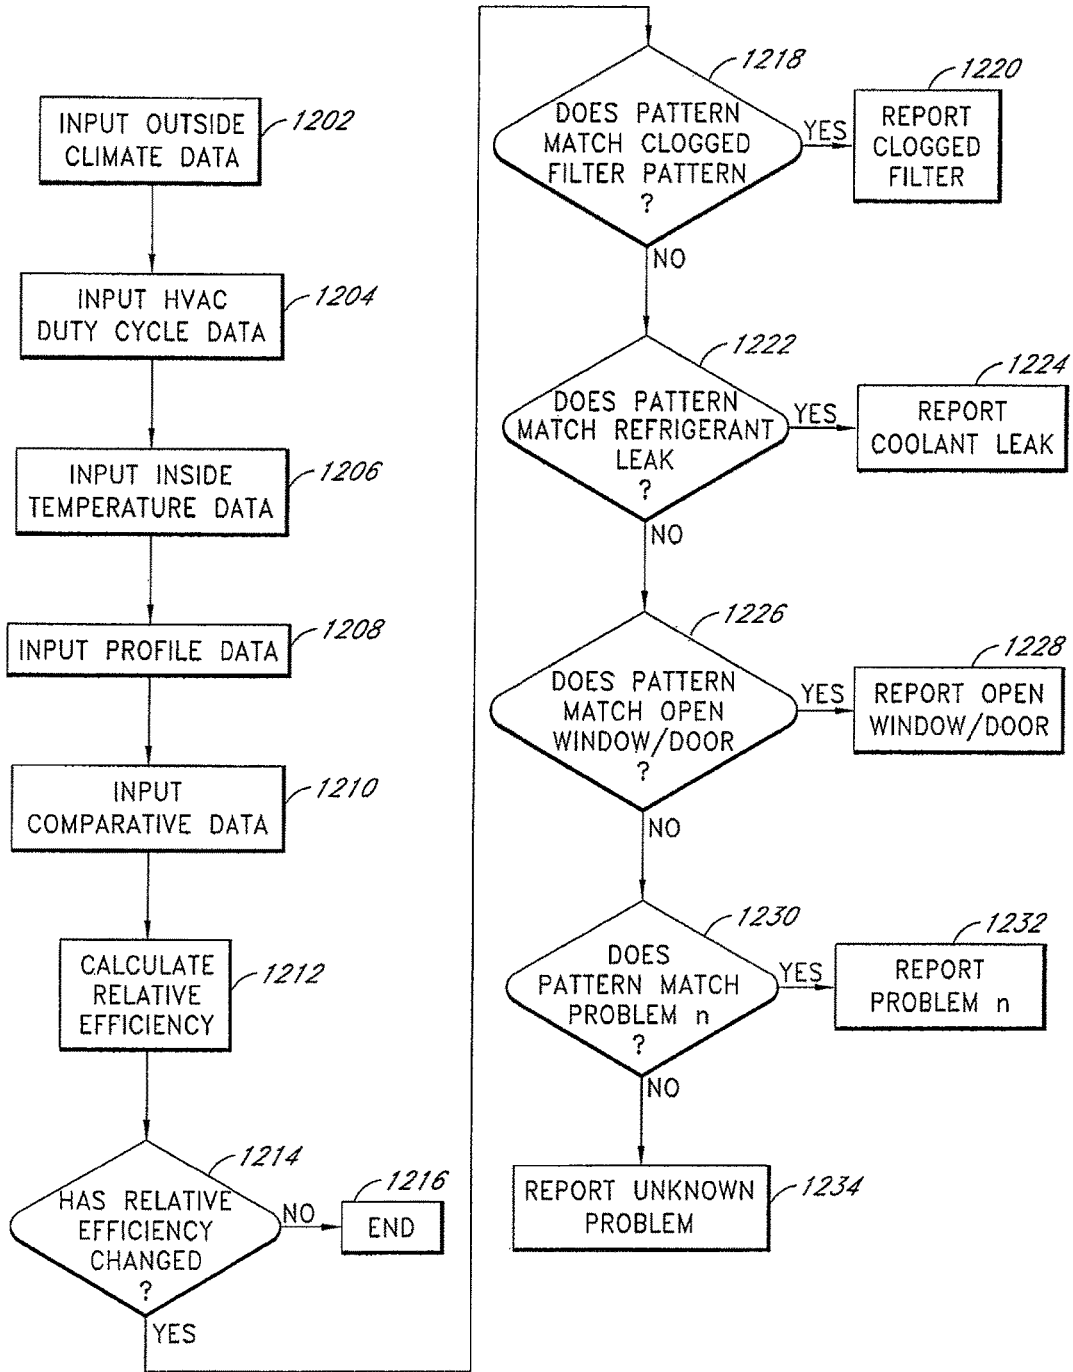 INPUT OUTSIDE
CLIMATE DATA
1202
INPUT HVAC
DUTY CYCLE DATA
1204
INPUT INSIDE
TEMPERATURE DATA
1206
INPUT PROFILE DATA
1208
INPUT
COMPARATIVE DATA
1210
CALCULATE
RELATIVE
EFFICIENCY
1212
HAS RELATIVE
EFFICIENCY
CHANGED
?
1214
NO
END
1216
YES
DOES PATTERN
MATCH CLOGGED
FILTER PATTERN
?
1218
YES
REPORT
CLOGGED
FILTER
1220
NO
DOES PATTERN
MATCH REFRIGERANT
LEAK
?
1222
YES
REPORT
COOLANT LEAK
1224
NO
DOES PATTERN
MATCH OPEN
WINDOW/DOOR
?
1226
YES
REPORT OPEN
WINDOW/DOOR
1228
NO
DOES
PATTERN MATCH
PROBLEM n
?
1230
YES
REPORT
PROBLEM n
1232
NO
REPORT UNKNOWN
PROBLEM
1234